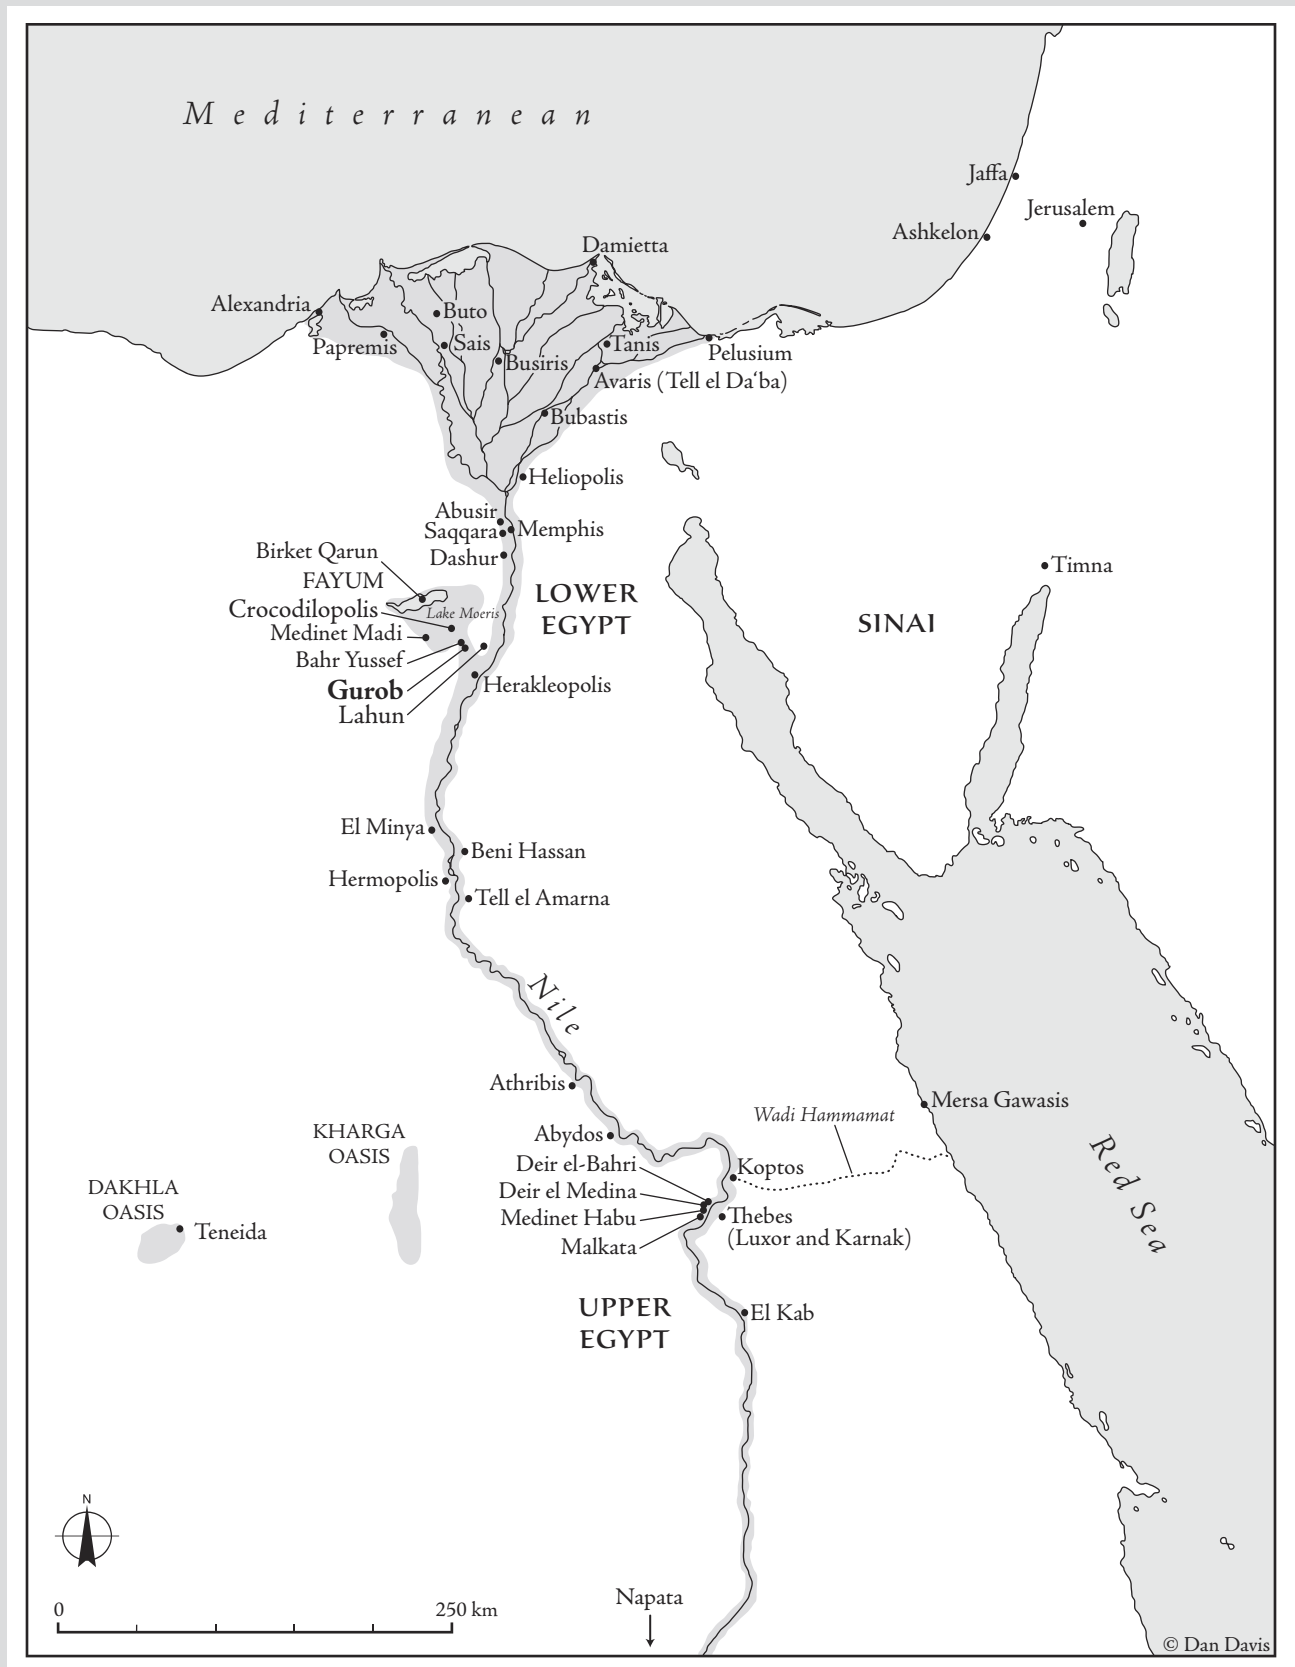 Mediterranean
Jaffa
Jerusalem
Ashkelon
Damietta
Alexandria
Buto
Papremis
Sais
Busiris
Tanis
Pelusium
Avaris (Tell el Da‘ba)
Bubastis
Heliopolis
Abusir
Saqqara
Memphis
Dashur
Birket Qarun
FAYUM
Crocodilopolis
Lake Moeris
Medinet Madi
Bahr Yussef
Gurob
Lahun
Herakleopolis
LOWER
EGYPT
SINAI
Timna
El Minya
Beni Hassan
Hermopolis
Tell el Amarna
Nile
Athribis
Abydos
Wadi Hammamat
Mersa Gawasis
Red Sea
KHARGA
OASIS
DAKHLA
OASIS
Teneida
Deir el-Bahri
Koptos
Deir el Medina
Medinet Habu
Malkata
Thebes
(Luxor and Karnak)
UPPER
EGYPT
El Kab
N
0
250 km
Napata
© Dan Davis